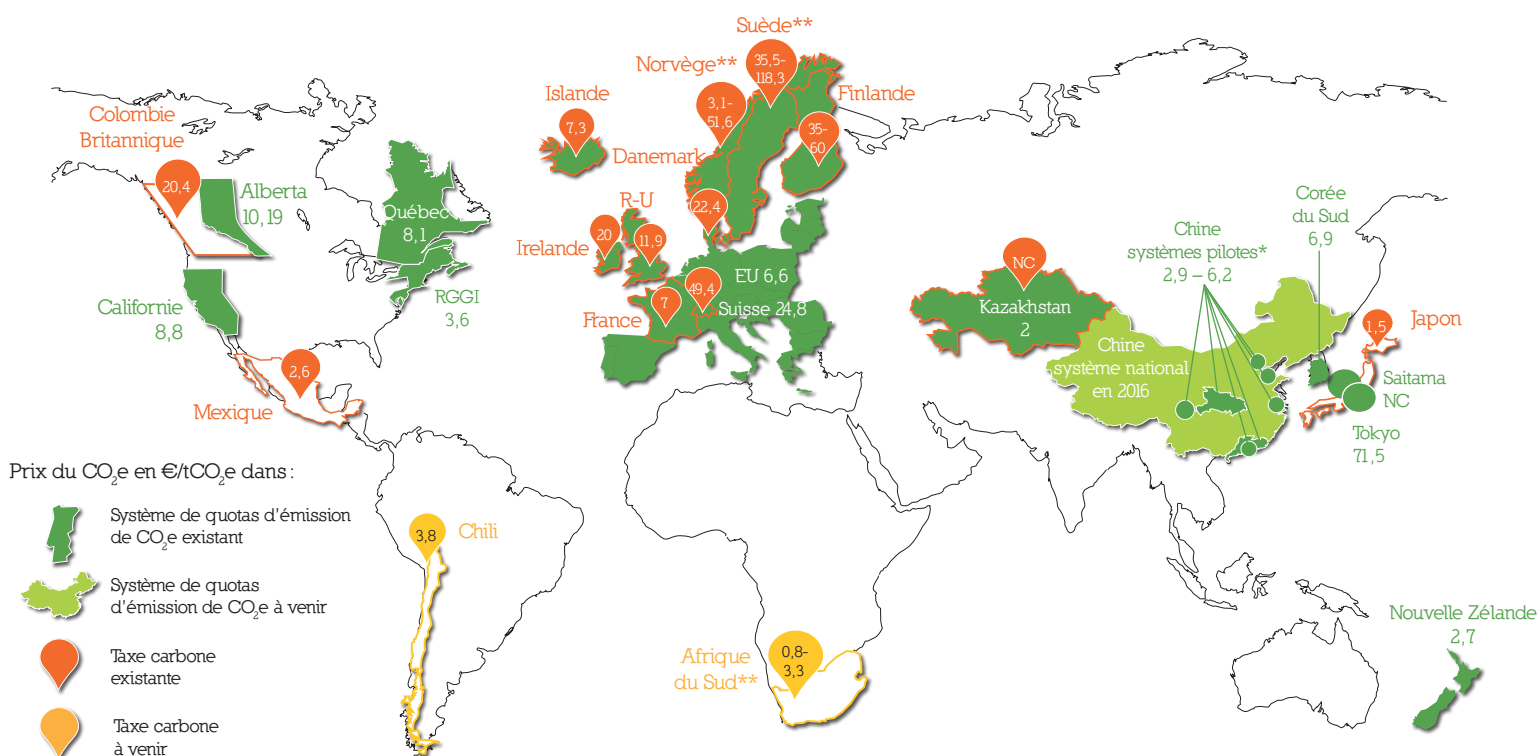 Suède**
35,5-
118,3
Norvège**
3,1-
51,6
Finlande
35-
60
Islande
7,3
Danemark
22,4
Colombie
Britannique
20,4
Alberta
10,19
Québec
8,1
R-U
11,9
Irelande
20
EU 6,6
49,4
Suisse 24,8
France
7
Californie
8,8
RGGI
3,6
Mexique
2,6
NC
Kazakhstan
2
Chine
systèmes pilotes*
2,9 – 6,2
Corée
du Sud
6,9
Chine
système national
en 2016
1,5
Japon
Saitama
NC
Tokyo
71,5
Prix du CO₂e en €/tCO₂e dans :
Système de quotas d'émission
de CO₂e existant
Système de quotas
d'émission de CO₂e à venir
Taxe carbone
existante
Taxe carbone
à venir
3,8
Chili
Afrique
du Sud**
0,8-
3,3
Nouvelle Zélande
2,7